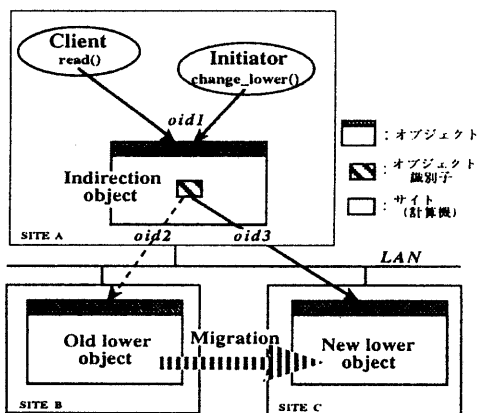 Client
read()
Initiator
change_lower()
oid1
Indirection
object
SITE A
oid2
oid3
: オブジェクト
: オブジェクト
識別子
: サイト
(計算機)
LAN
Old lower
object
Migration
New lower
object
SITE B
SITE C